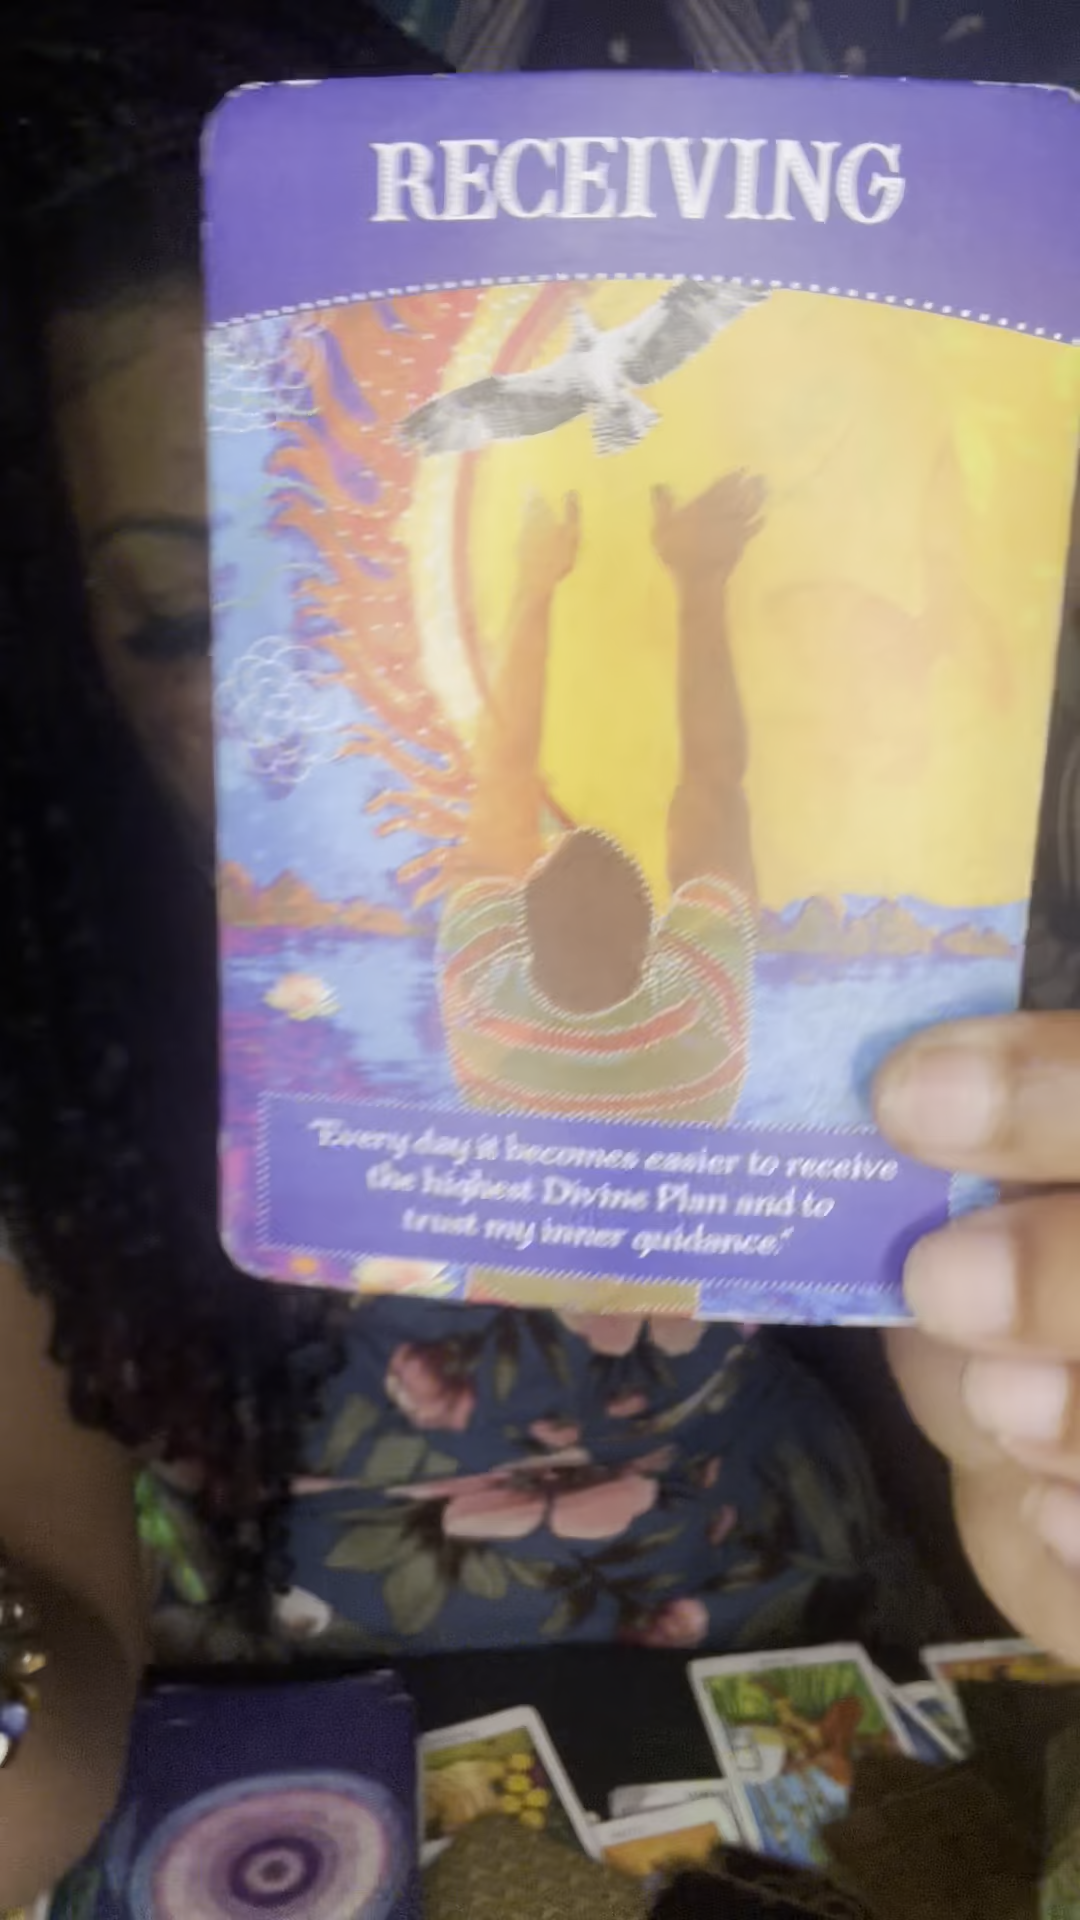 RECEIVING
"Every day it becomes easier to receive
the highest Divine Plan and to
trust my inner guidance."